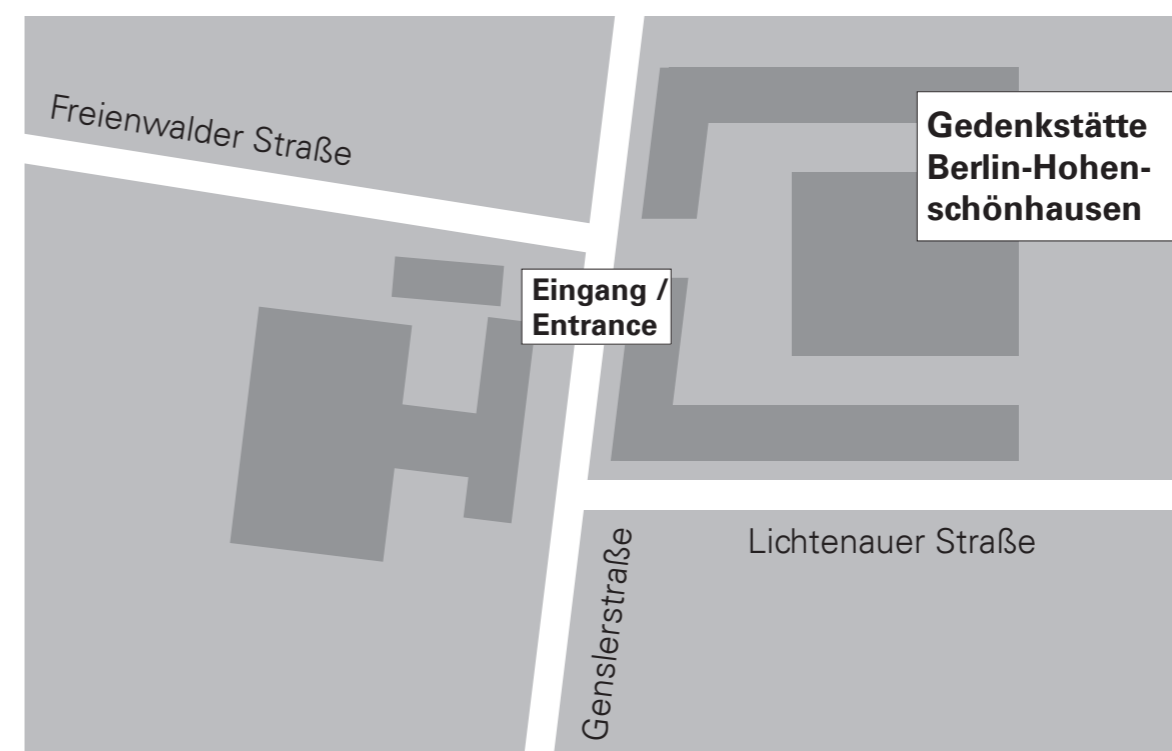 Freienwalder Straße
Gedenkstätte
Berlin-Hohen-
schönhausen
Eingang /
Entrance
Lichtenauer Straße
Genslerstraße